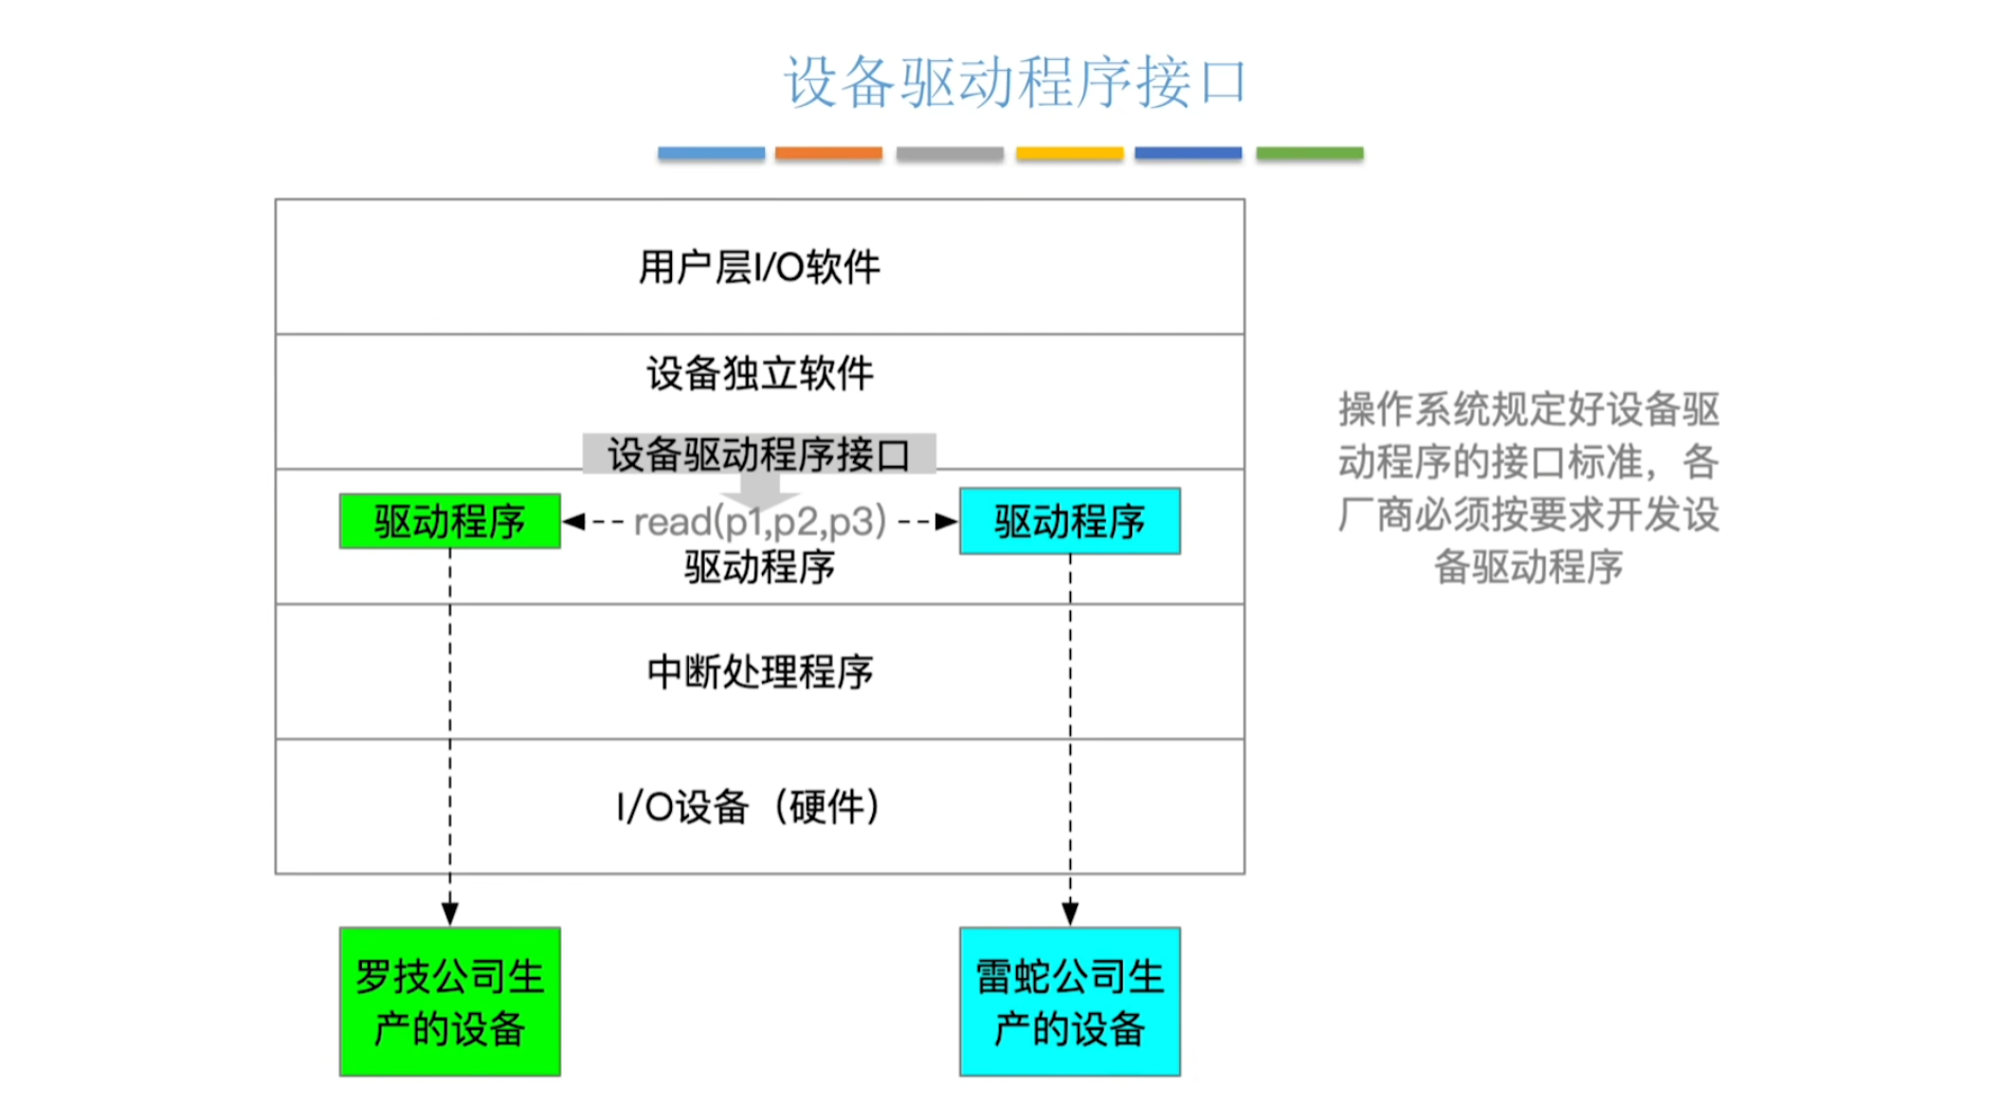 设备驱动程序接口
用户层I/O软件
设备独立软件
设备驱动程序接口
驱动程序
read(p1,p2,p3)
驱动程序
驱动程序
中断处理程序
I/O设备（硬件）
罗技公司生
产的设备
雷蛇公司生
产的设备
操作系统规定好设备驱
动程序的接口标准，各
厂商必须按要求开发设
备驱动程序